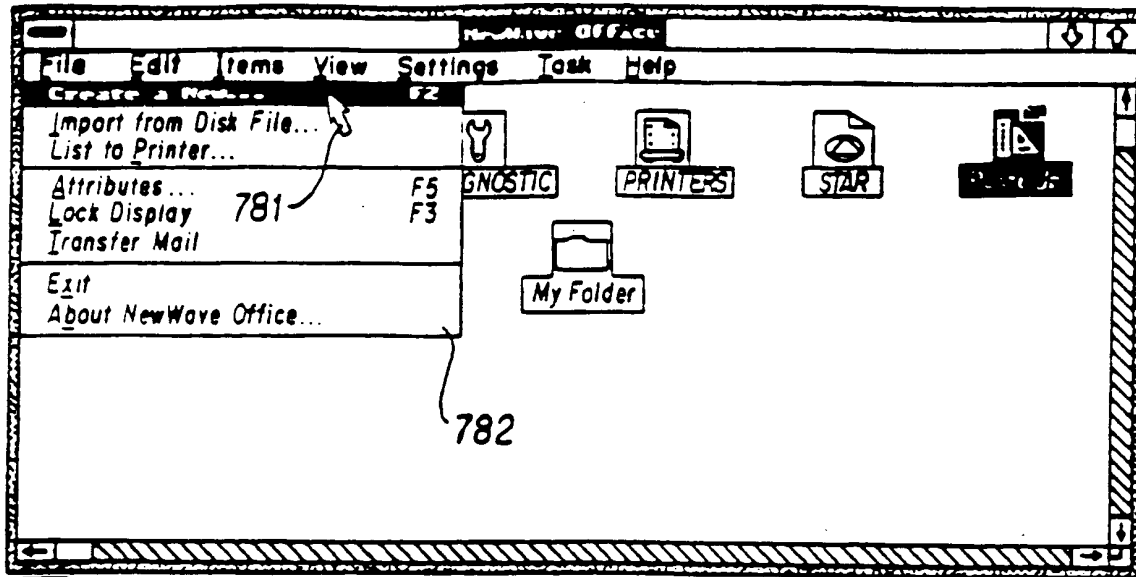 NewWave Office
File Edit Items View Settings Task Help
Create a New... F2
Import from Disk File...
List to Printer...
Attributes... F5
Lock Display F3
Transfer Mail
Exit
About NewWave Office...
GNOSTIC PRINTERS STAR
My Folder
781
782